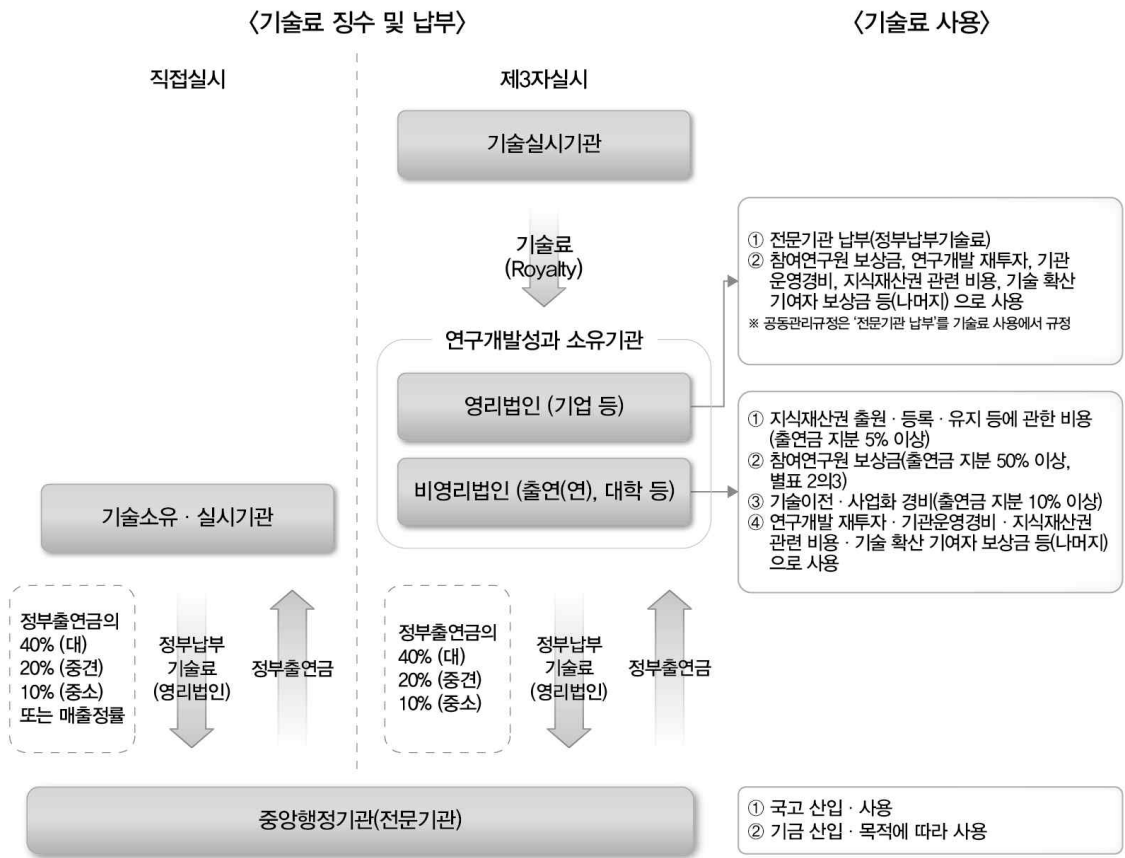 〈기술료 징수 및 납부〉
〈기술료 사용〉
직접실시
제3자실시
기술실시기관
기술료
(Royalty)
연구개발성과 소유기관
영리법인 (기업 등)
비영리법인 (출연(연), 대학 등)
① 전문기관 납부(정부납부기술료)
② 참여연구원 보상금, 연구개발 재투자, 기관
운영경비, 지식재산권 관련 비용, 기술 확산
기여자 보상금 등(나머지) 으로 사용
※ 공동관리규정은 '전문기관 납부'를 기술료 사용에서 규정
① 지식재산권 출원 · 등록 · 유지 등에 관한 비용
(출연금 지분 5% 이상)
② 참여연구원 보상금(출연금 지분 50% 이상,
별표 2의3)
③ 기술이전 · 사업화 경비(출연금 지분 10% 이상)
④ 연구개발 재투자 · 기관운영경비 · 지식재산권
관련 비용 · 기술 확산 기여자 보상금 등(나머지)
으로 사용
기술소유 · 실시기관
정부출연금의
40% (대)
20% (중견)
10% (중소)
또는 매출정률
정부납부
기술료
(영리법인)
정부출연금
정부출연금의
40% (대)
20% (중견)
10% (중소)
정부납부
기술료
(영리법인)
정부출연금
중앙행정기관(전문기관)
① 국고 산입 · 사용
② 기금 산입 · 목적에 따라 사용